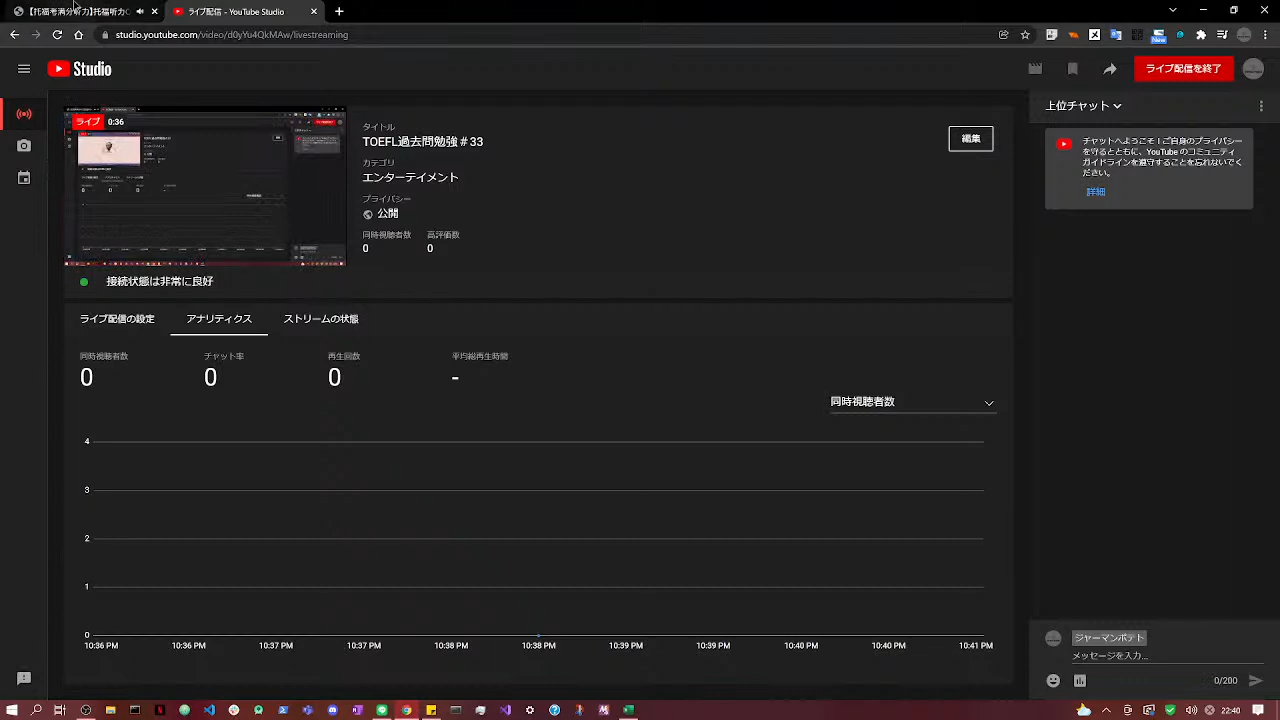 【托福考满分听力】托福听力
ライブ配信 - YouTube Studio
studio.youtube.com/video/d0yYu4QkMAw/livestreaming
Studio
ライブ配信を終了
ライブ 0:36
タイトル
TOEFL過去問勉強＃33
編集
カテゴリ
エンターテイメント
プライバシー
公開
同時視聴者数 高評価数
0 0
接続状態は非常に良好
上位チャット
チャットへようこそ！ご自身のプライバシー
を守るとともに、YouTube のコミュニティ
ガイドラインを遵守することを忘れないでく
ださい。
詳細
ライブ配信の設定 アナリティクス ストリームの状態
同時視聴者数 チャット率 再生回数 平均総再生時間
0 0 0 -
同時視聴者数
4
3
2
1
0
10:36 PM 10:36 PM 10:37 PM 10:37 PM 10:38 PM 10:38 PM 10:39 PM 10:39 PM 10:40 PM 10:40 PM 10:41 PM
ジャーマンポテト
メッセージを入力...
0/200
22:40